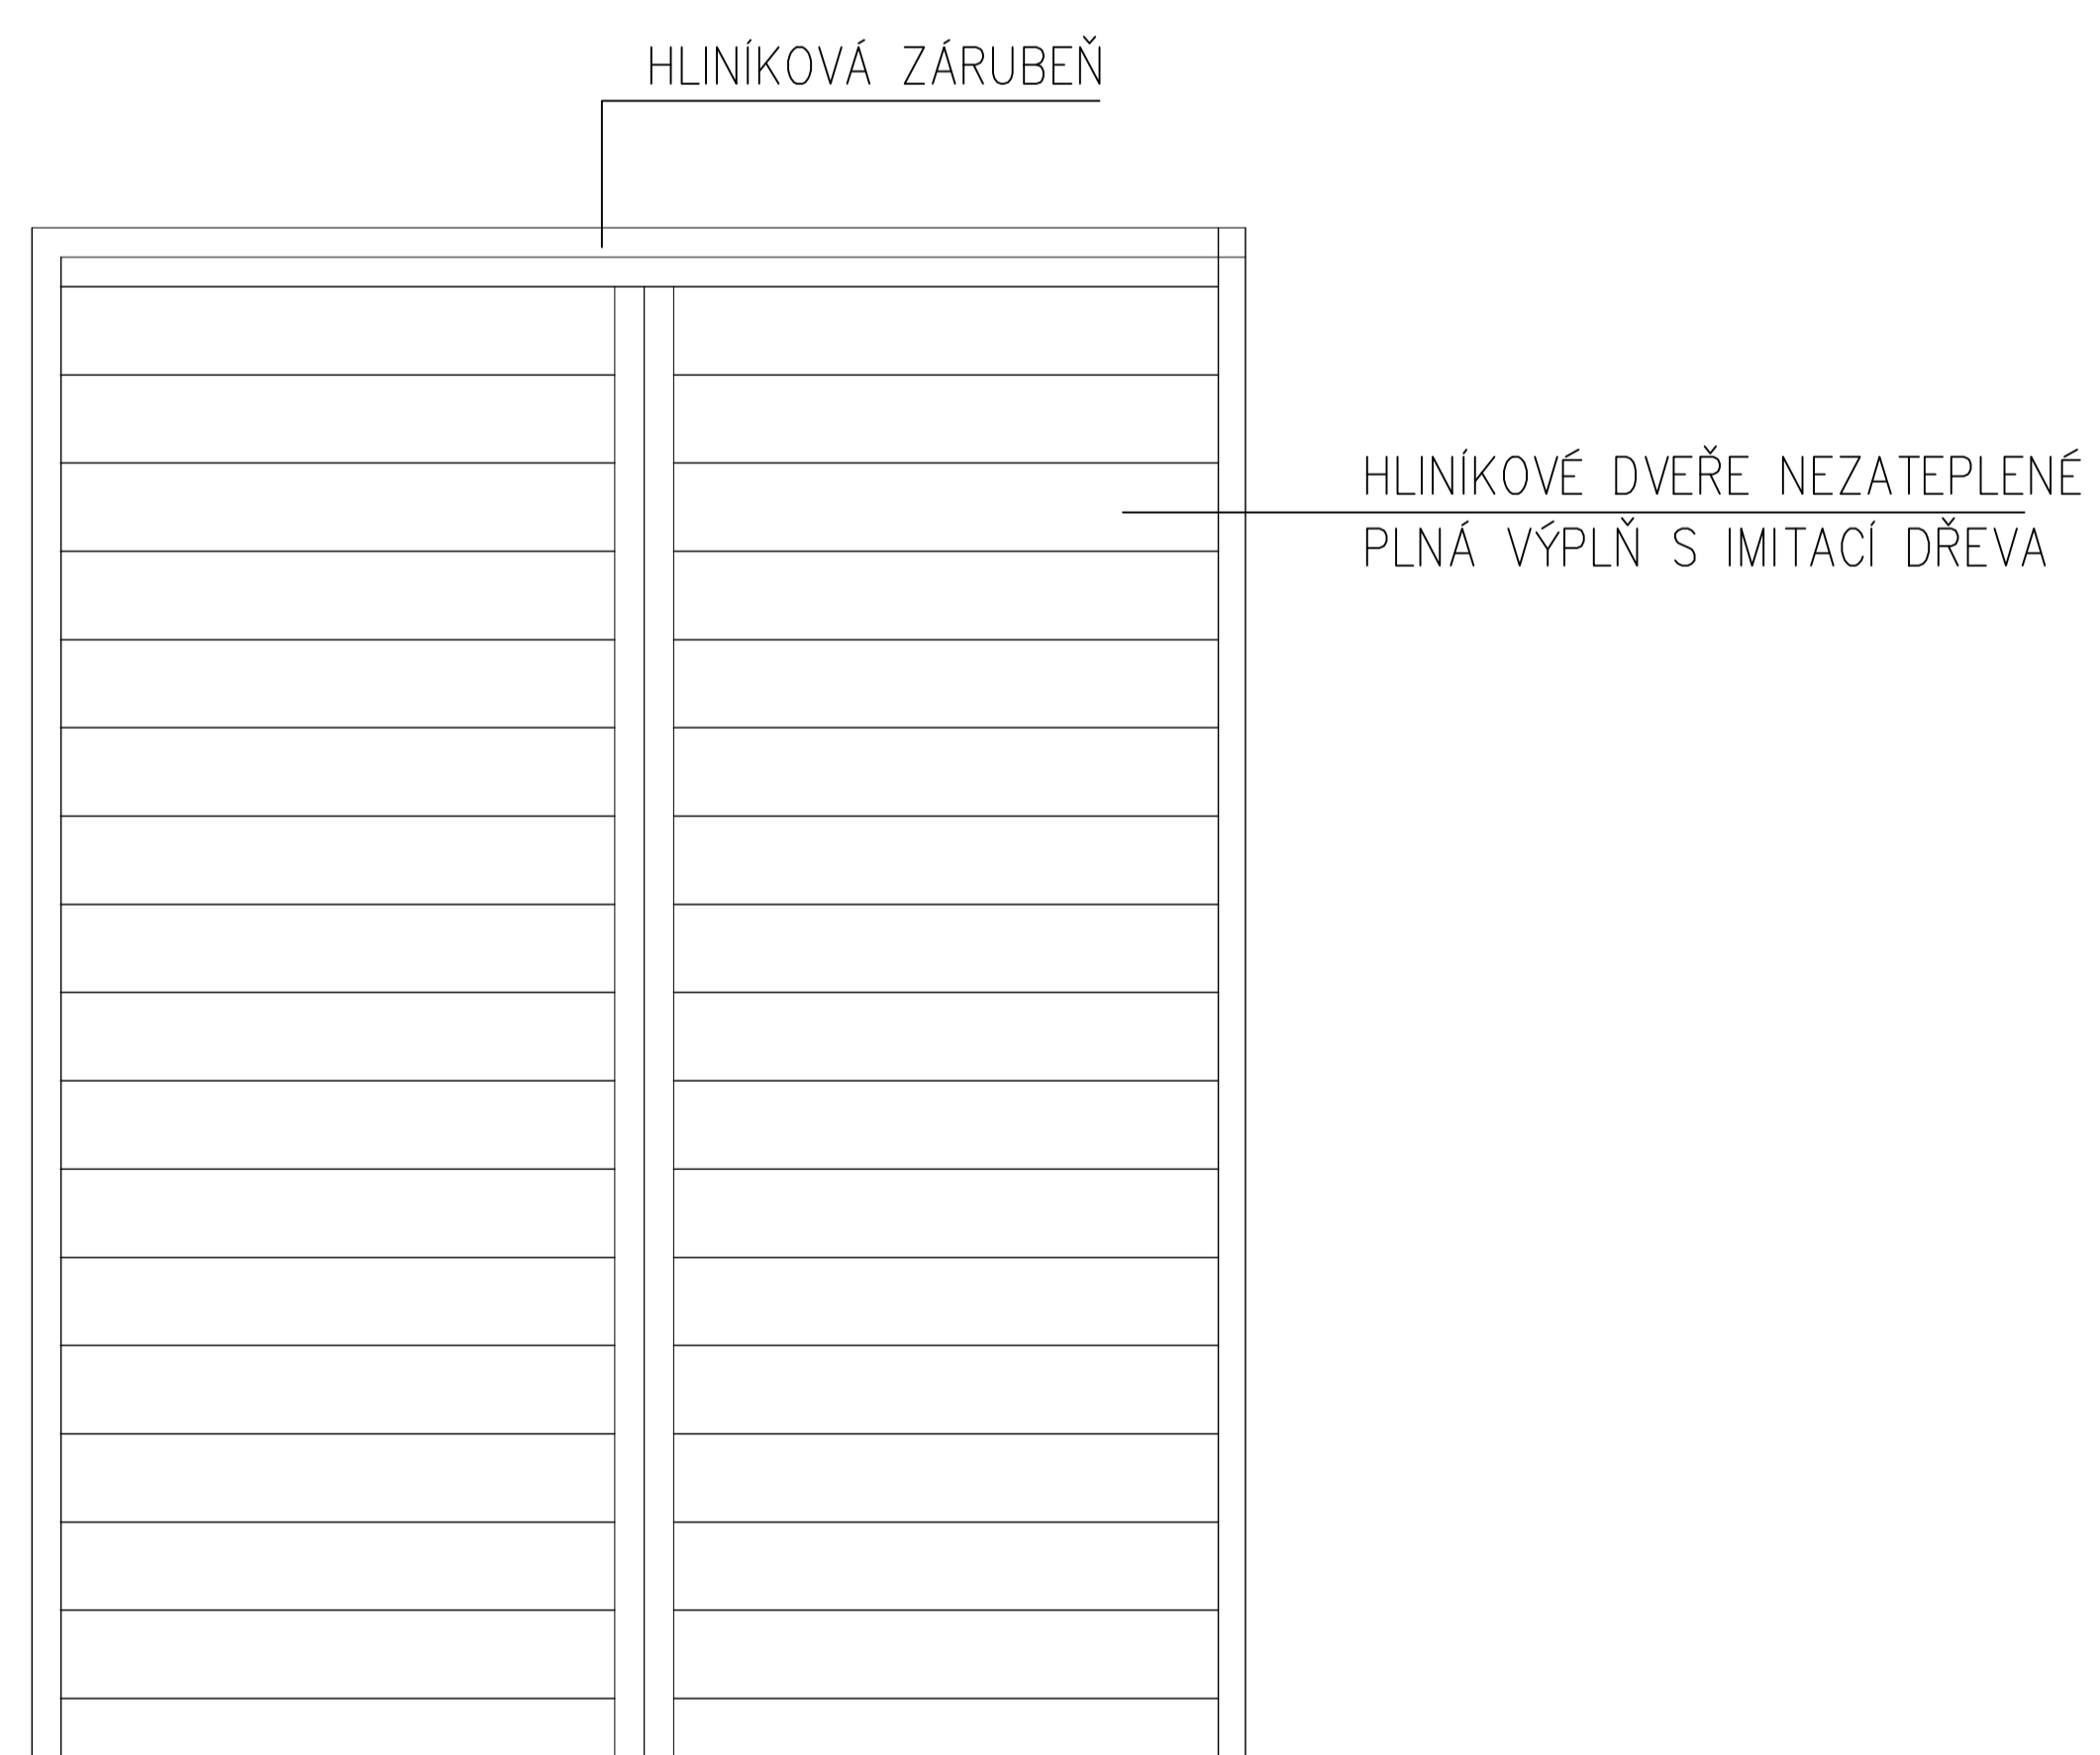 HLINÍKOVÁ ZÁRUBEŇ
HLINÍKOVÉ DVEŘE NEZATEPLENÉ
PLNÁ VÝPLŇ S IMITACÍ DŘEVA